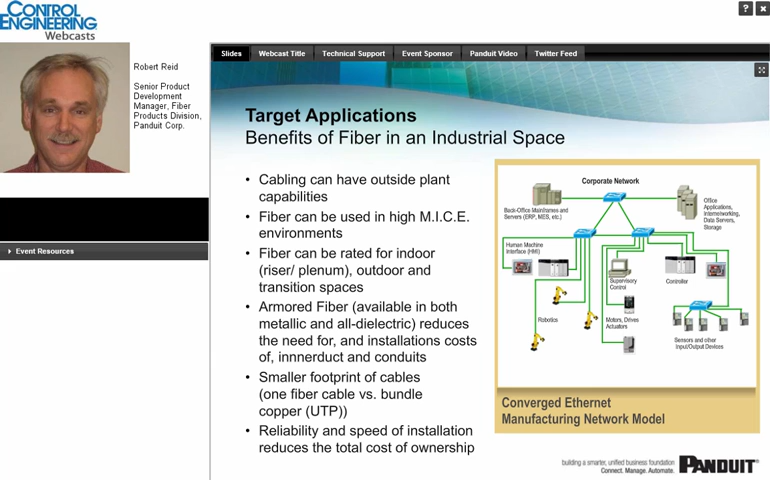 CONTROL
ENGINEERING
Webcasts
?
Robert Reid
Senior Product
Development
Manager, Fiber
Products Division,
Panduit Corp.
Event Resources
Slides
Webcast Title
Technical Support
Event Sponsor
Panduit Video
Twitter Feed
Target Applications
Benefits of Fiber in an Industrial Space
• Cabling can have outside plant
capabilities
• Fiber can be used in high M.I.C.E.
environments
• Fiber can be rated for indoor
(riser/ plenum), outdoor and
transition spaces
• Armored Fiber (available in both
metallic and all-dielectric) reduces
the need for, and installations costs
of, innnerduct and conduits
• Smaller footprint of cables
(one fiber cable vs. bundle
copper (UTP))
• Reliability and speed of installation
reduces the total cost of ownership
Corporate Network
Back-Office Mainframes and
Servers (ERP, MES, etc.)
Office
Applications,
Internetworking,
Data Servers,
Storage
Human Machine
Interface (HMI)
Supervisory
Control
Controller
Robotics
Motors, Drives
Actuators
Sensors and other
Input/Output Devices
Converged Ethernet
Manufacturing Network Model
building a smarter, unified business foundation
Connect. Manage. Automate.
PANDUIT